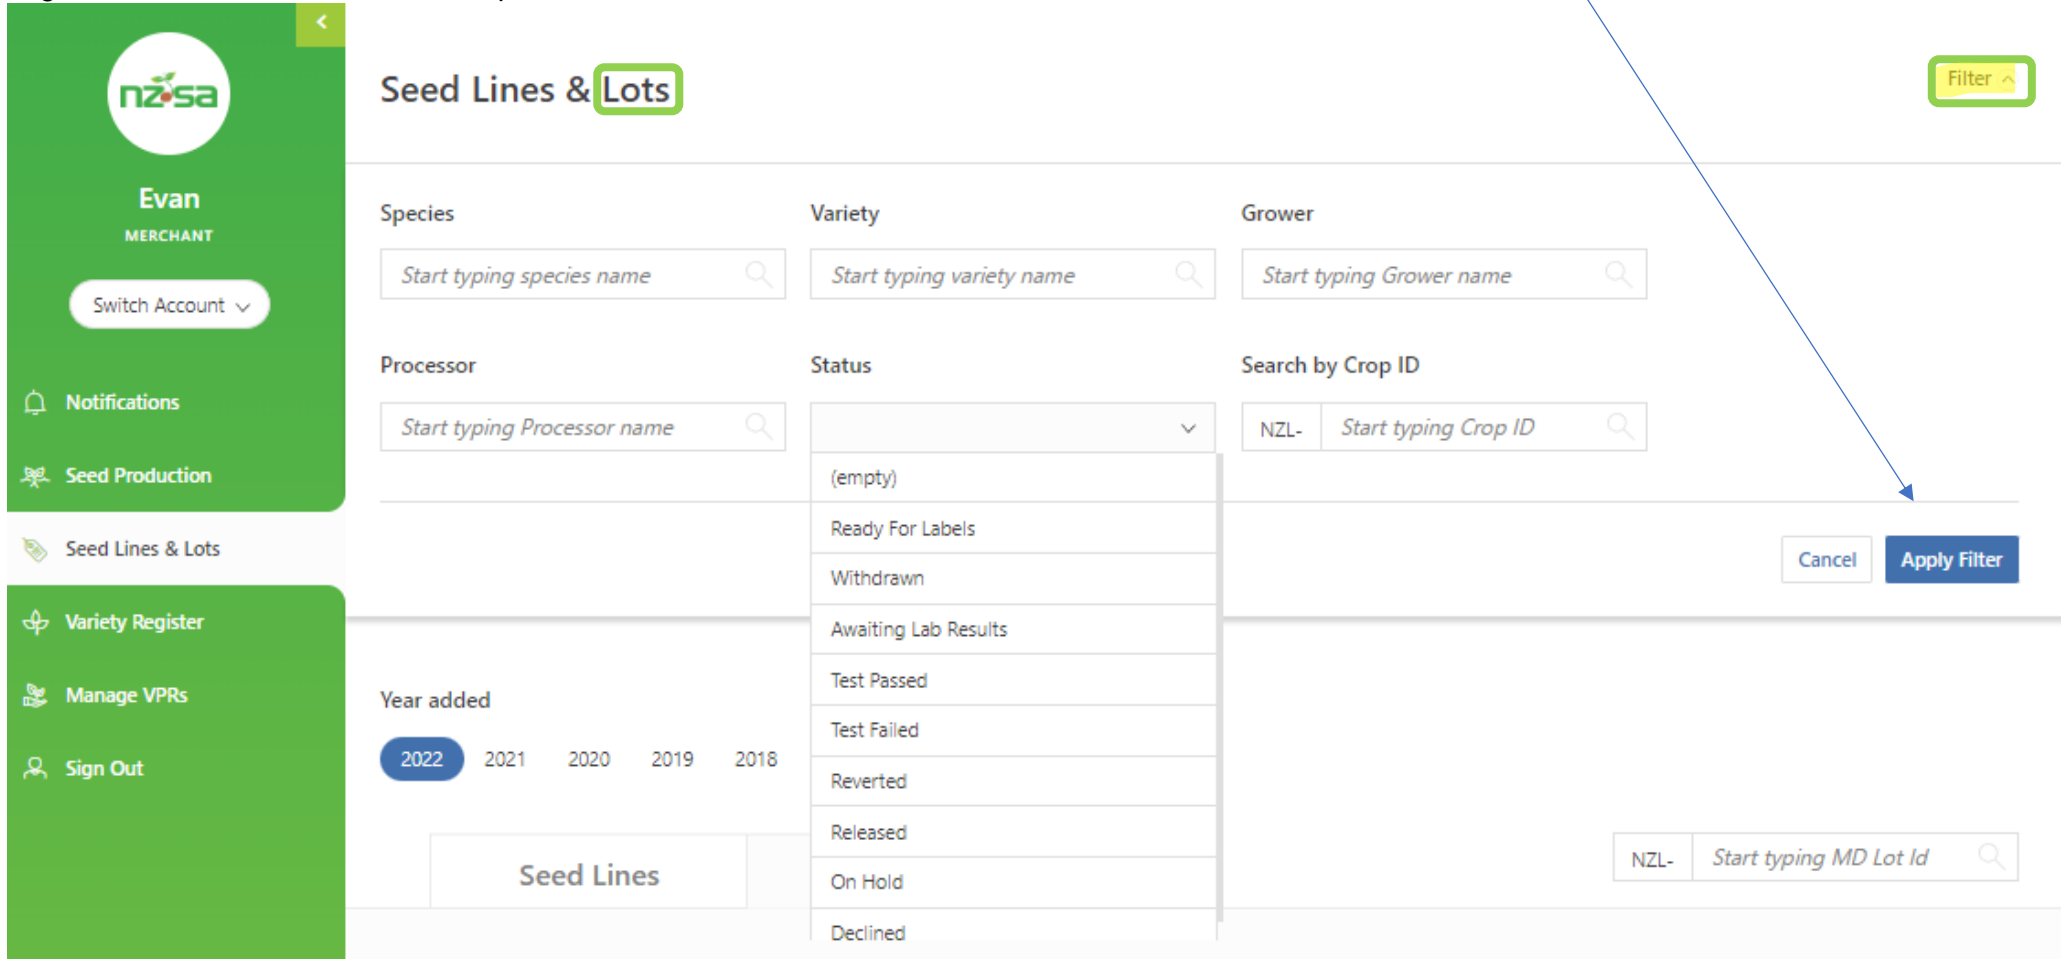 nzsa
Seed Lines & Lots
Filter
Evan
MERCHANT
Switch Account
Notifications
Seed Production
Seed Lines & Lots
Variety Register
Manage VPRs
Sign Out
Species
Variety
Grower
Start typing species name
Start typing variety name
Start typing Grower name
Processor
Status
Search by Crop ID
Start typing Processor name
NZL-
Start typing Crop ID
(empty)
Ready For Labels
Withdrawn
Awaiting Lab Results
Test Passed
Test Failed
Reverted
Released
On Hold
Declined
Cancel
Apply Filter
Year added
2022 2021 2020 2019 2018
Seed Lines
NZL-
Start typing MD Lot Id